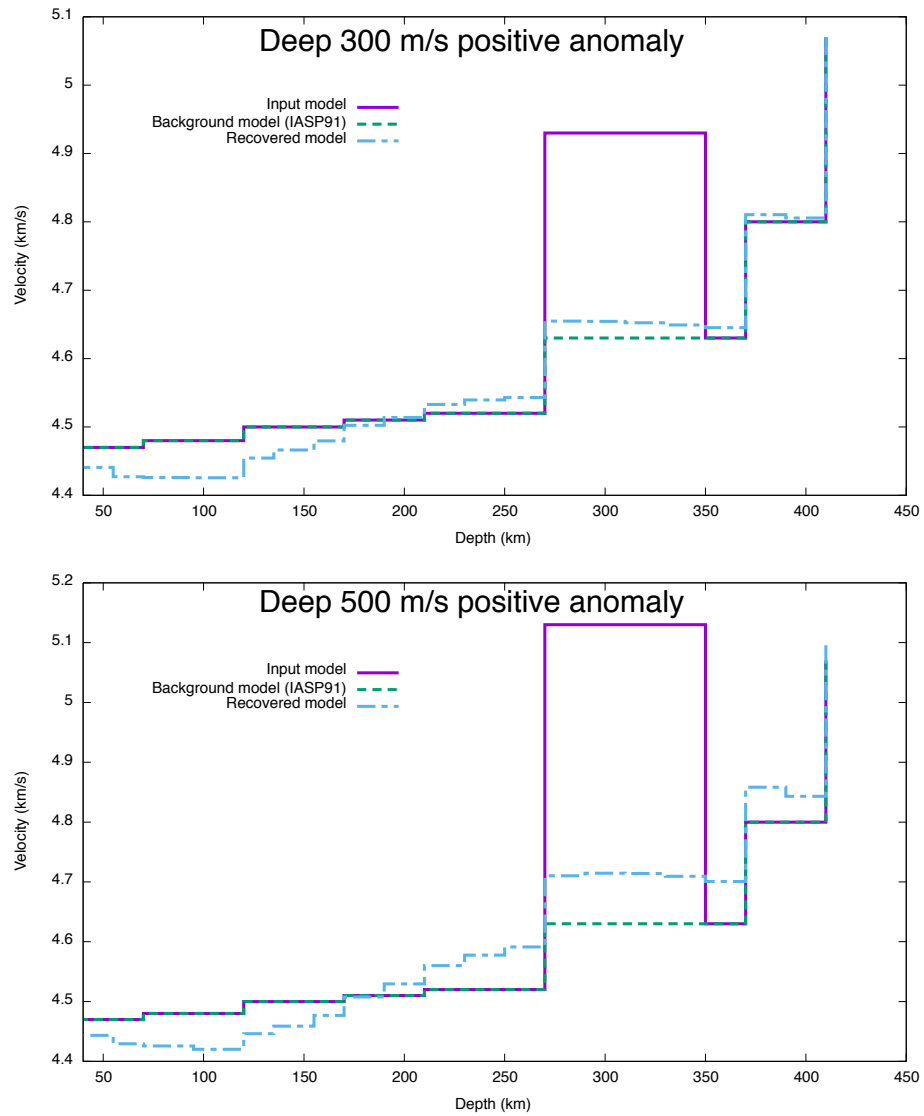 Deep 300 m/s positive anomaly
Input model
Background model (IASP91)
Recovered model
Velocity (km/s)
5.1
5
4.9
4.8
4.7
4.6
4.5
4.4
50 100 150 200 250 300 350 400 450
Depth (km)
Deep 500 m/s positive anomaly
Input model
Background model (IASP91)
Recovered model
Velocity (km/s)
5.2
5.1
5
4.9
4.8
4.7
4.6
4.5
4.4
50 100 150 200 250 300 350 400 450
Depth (km)